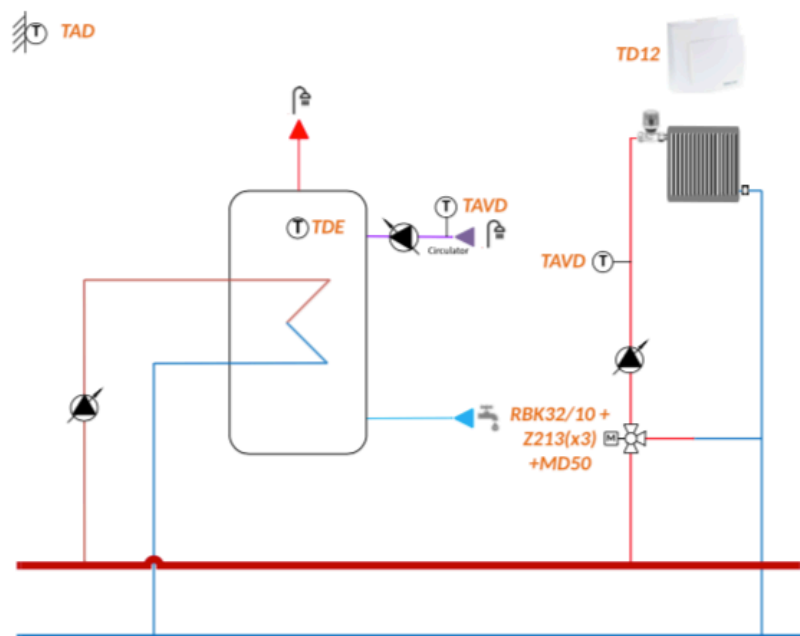 T TAD
TD12
T TAVD
T TDE
Circulator
TAVD T
RBK32/10 +
M Z213(x3)
+MD50